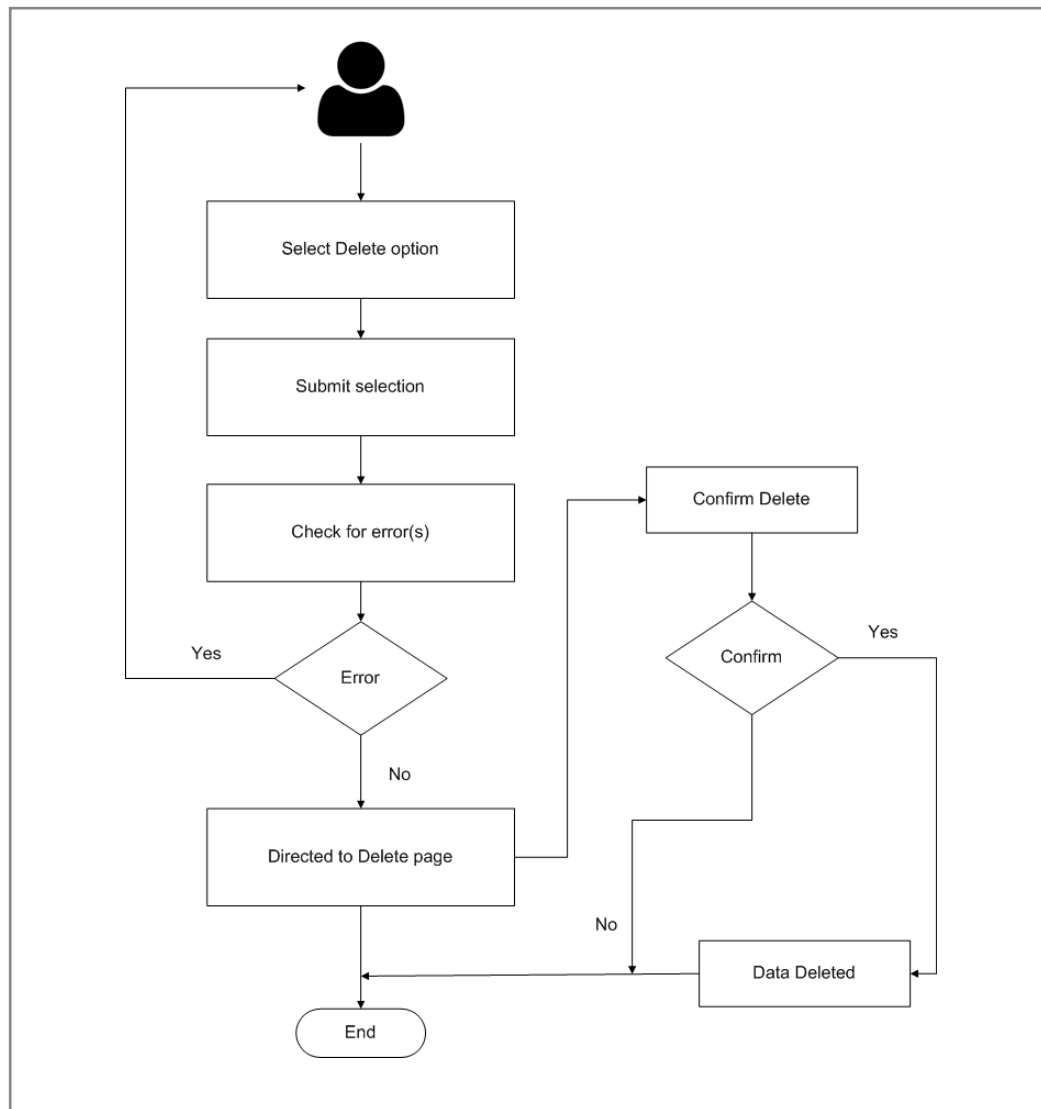 Select Delete option
Submit selection
Check for error(s)
Confirm Delete
Yes
Yes
Error
Confirm
No
Directed to Delete page
No
Data Deleted
End